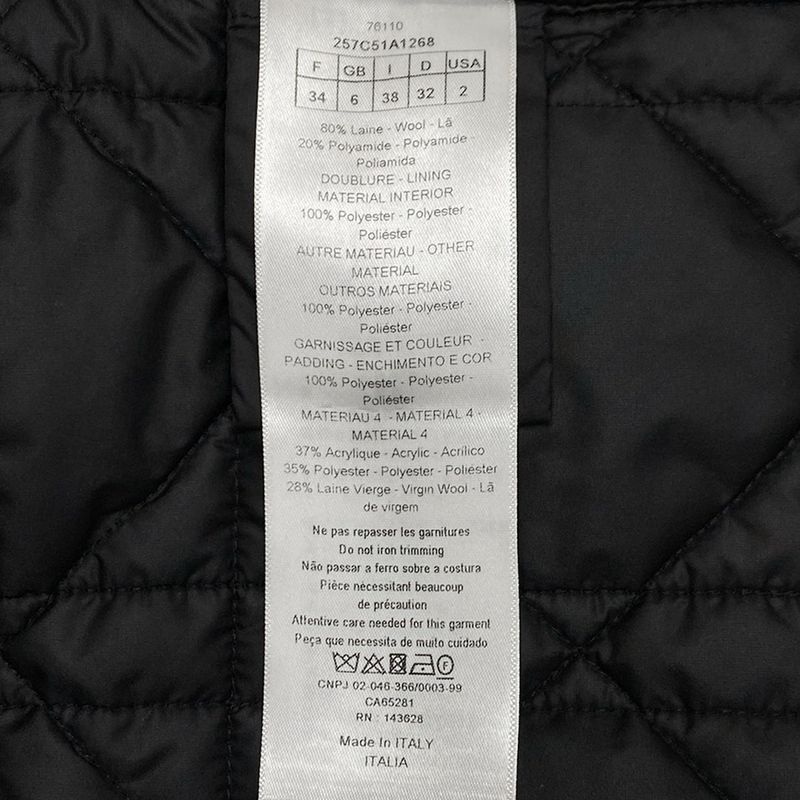 76110
257C51A1268
F GB I D USA
34 6 38 32 2
80% Laine - Wool - Lã
20% Polyamide - Polyamide -
Poliamida
DOUBLURE - LINING
MATERIAL INTERIOR
100% Polyester - Polyester -
Poliéster
AUTRE MATERIAU - OTHER
MATERIAL
OUTROS MATERIAIS
100% Polyester - Polyester -
Poliéster
GARNISSAGE ET COULEUR -
PADDING - ENCHIMENTO E COR
100% Polyester - Polyester -
Poliéster
MATERIAU 4 - MATERIAL 4 -
MATERIAL 4
37% Acrylique - Acrylic - Acrílico
35% Polyester - Polyester - Poliéster
28% Laine Vierge - Virgin Wool - Lã
de virgem
Ne pas repasser les garnitures
Do not iron trimming
Não passar a ferro sobre a costura
Pièce nécessitant beaucoup
de précaution
Attentive care needed for this garment
Peça que necessita de muito cuidado
F
CNPJ 02-046-366/0003-99
CA65281
RN : 143628
Made In ITALY
ITALIA